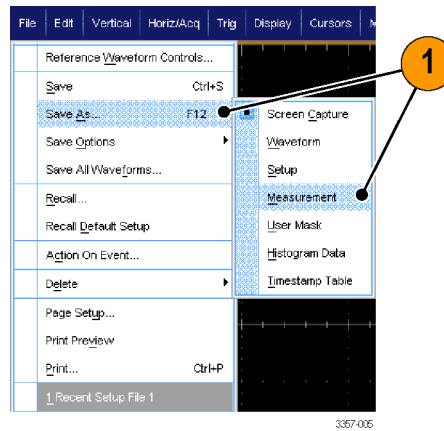 File Edit Vertical Horiz/Acq Trig Display Cursors
1
Reference Waveform Controls...
Save Ctrl+S
Save As... F12
Save Options
Save All Waveforms...
Recall...
Recall Default Setup
Action On Event...
Delete
Page Setup...
Print Preview
Print... Ctrl+P
1 Recent Setup File 1
Screen Capture
Waveform
Setup
Measurement
User Mask
Histogram Data
Timestamp Table
3357-005